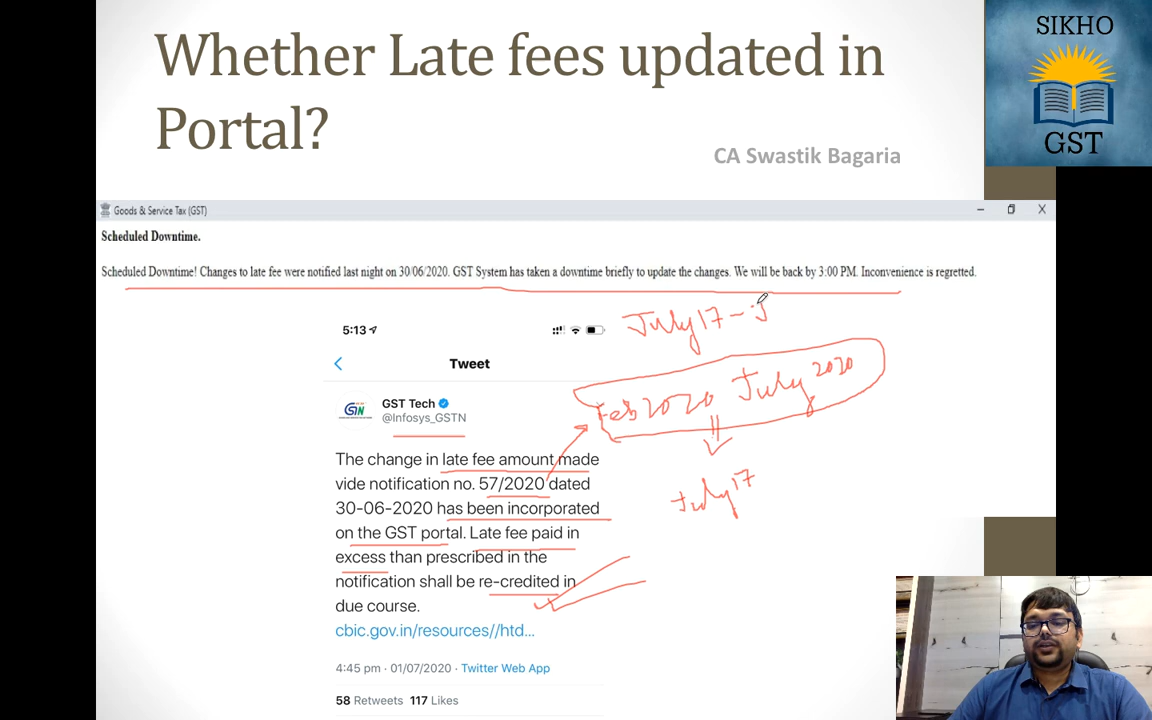 Whether Late fees updated in
Portal?
CA Swastik Bagaria
SIKHO
GST
Goods & Service Tax (GST)
Scheduled Downtime.
Scheduled Downtime! Changes to late fee were notified last night on 30/06/2020. GST System has taken a downtime briefly to update the changes. We will be back by 3:00 PM. Inconvenience is regretted.
July 17 - J
5:13
Tweet
Feb 2020 July 2020
GST Tech
@Infosys_GSTN
The change in late fee amount made
vide notification no. 57/2020 dated
30-06-2020 has been incorporated
on the GST portal. Late fee paid in
excess than prescribed in the
notification shall be re-credited in
due course.
cbic.gov.in/resources//htd...
July 17
4:45 pm · 01/07/2020 · Twitter Web App
58 Retweets 117 Likes